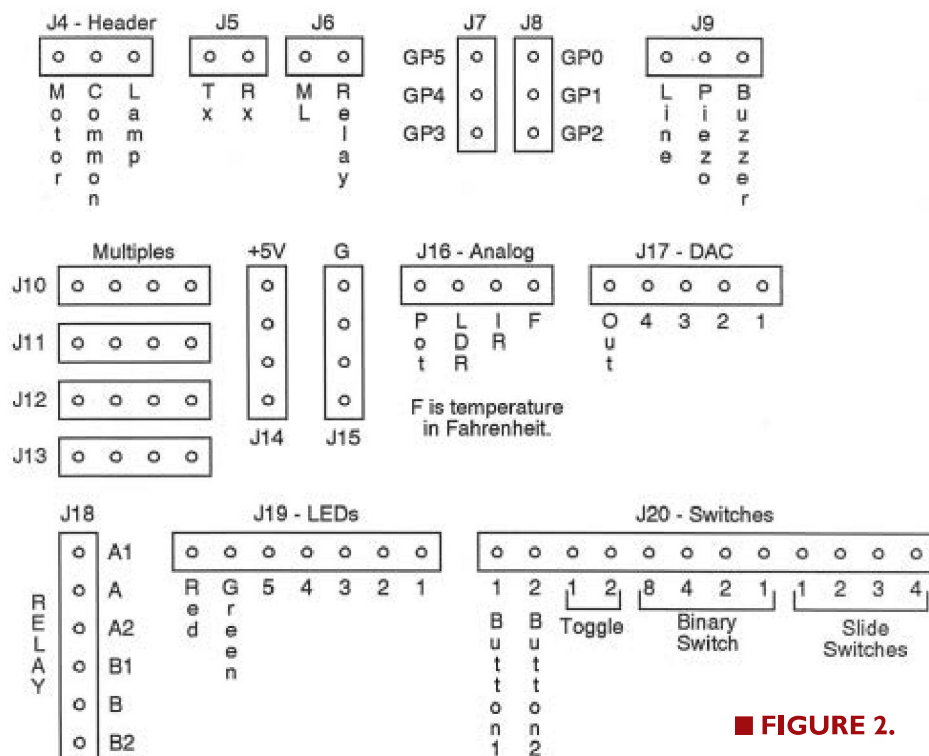 J4 - Header J5 J6 J7 J8 J9
GP5 GP0
GP4 GP1
GP3 GP2
Motor Common Lamp Tx Rx ML Relay Line Piezo Buzzer
Multiples +5V G J16 - Analog J17 - DAC
J10
J11
J12
J13
Pot LDR IR F Out 4 3 2 1
F is temperature
in Fahrenheit.
J14 J15
J18 J19 - LEDs J20 - Switches
RELAY
A1
A
A2
B1
B
B2
Red Green 5 4 3 2 1
1 2 1 2 8 4 2 1 1 2 3 4
Button1 Button2
Toggle
Binary
Switch
Slide
Switches
■ FIGURE 2.